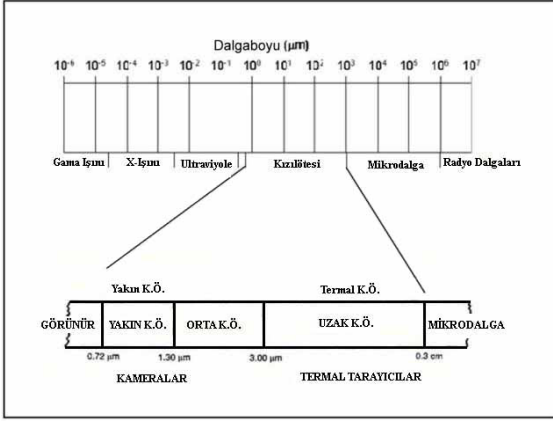 Dalgaboyu (µm)
10⁻⁶ 10⁻⁵ 10⁻⁴ 10⁻³ 10⁻² 10⁻¹ 10⁰ 10¹ 10² 10³ 10⁴ 10⁵ 10⁶ 10⁷
Gama Işını X-Işını Ultraviyole Kızılötesi Mikrodalga Radyo Dalgaları
Yakın K.Ö. Termal K.Ö.
GÖRÜNÜR YAKIN K.Ö. ORTA K.Ö. UZAK K.Ö. MİKRODALGA
0.72 µm 1.30 µm 3.00 µm 0.3 cm
KAMERALAR TERMAL TARAYICILAR